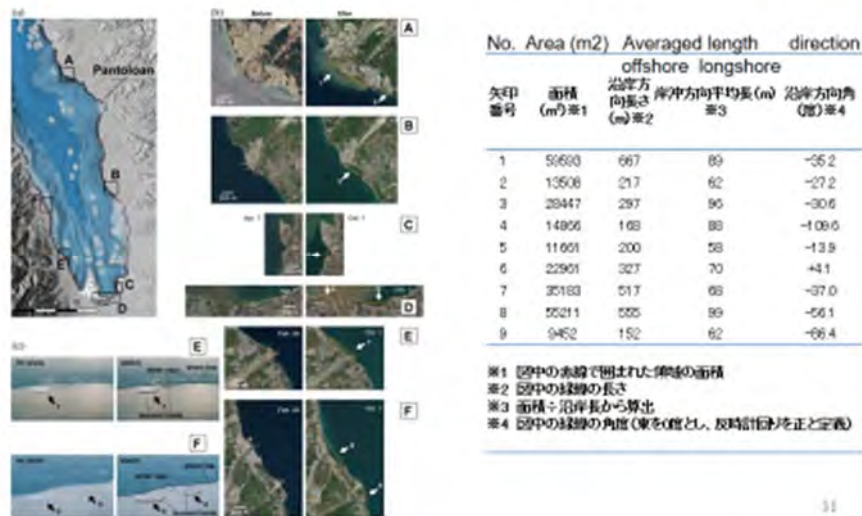 (a)
A
Pantoloan
B
E
C
D
(b)
Before
After
A
B
C
D
E
F
E
F
No. Area (m2) Averaged length direction
offshore longshore
矢印番号 面積(m²)※1 沿岸方向長さ(m)※2 岸沖方向平均長(m)※3 沿岸方向角(度)※4
1 59593 667 89 -35.2
2 13508 217 62 -27.2
3 28447 297 96 -30.6
4 14866 168 88 -109.6
5 11661 200 58 -13.9
6 22961 327 70 +4.1
7 35183 517 68 -37.0
8 55211 555 99 -56.1
9 9452 152 62 -66.4
※1 図中の赤線で囲まれた領域の面積
※2 図中の緑線の長さ
※3 面積÷沿岸長から算出
※4 図中の緑線の角度(東を0度とし、反時計回りを正と定義)